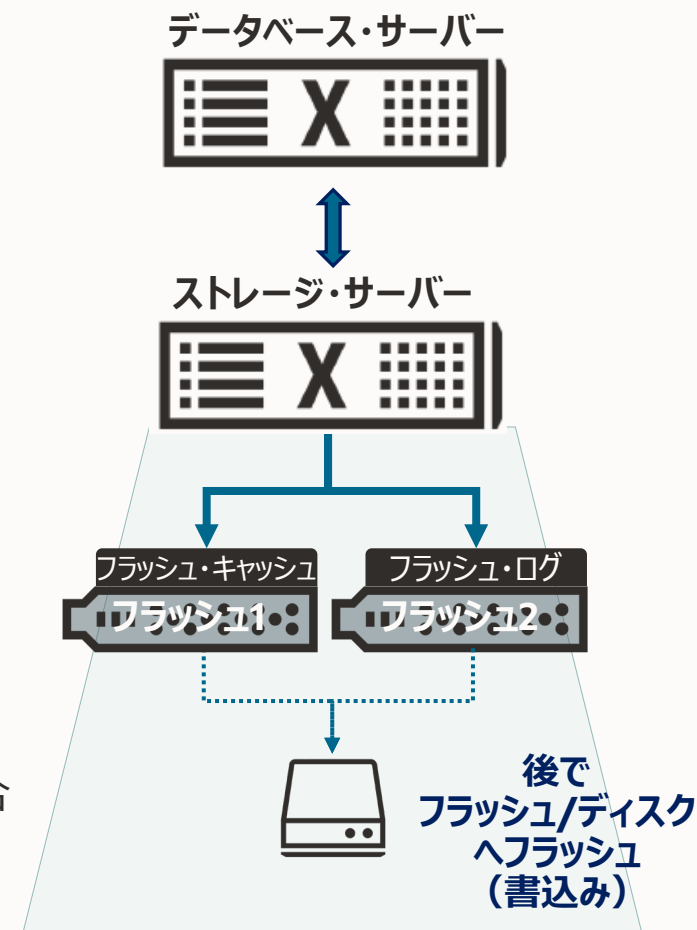 データベース・サーバー
X
ストレージ・サーバー
X
フラッシュ・キャッシュ
フラッシュ・ログ
フラッシュ1
フラッシュ2
合
後で
フラッシュ/ディスク
へフラッシュ
（書込み）